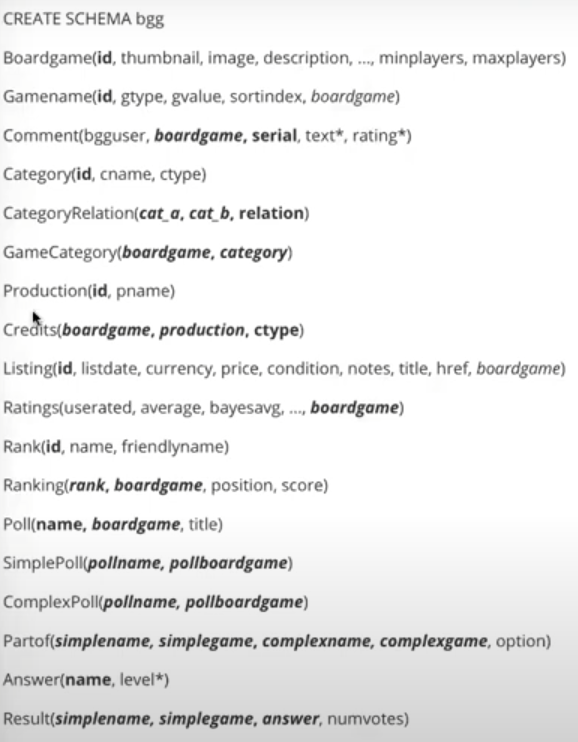 CREATE SCHEMA bgg
Boardgame(id, thumbnail, image, description, ..., minplayers, maxplayers)
Gamename(id, gtype, gvalue, sortindex, boardgame)
Comment(bgguser, boardgame, serial, text*, rating*)
Category(id, cname, ctype)
CategoryRelation(cat_a, cat_b, relation)
GameCategory(boardgame, category)
Production(id, pname)
Credits(boardgame, production, ctype)
Listing(id, listdate, currency, price, condition, notes, title, href, boardgame)
Ratings(userated, average, bayesavg, ..., boardgame)
Rank(id, name, friendlyname)
Ranking(rank, boardgame, position, score)
Poll(name, boardgame, title)
SimplePoll(pollname, pollboardgame)
ComplexPoll(pollname, pollboardgame)
Partof(simplename, simplegame, complexname, complexgame, option)
Answer(name, level*)
Result(simplename, simplegame, answer, numvotes)